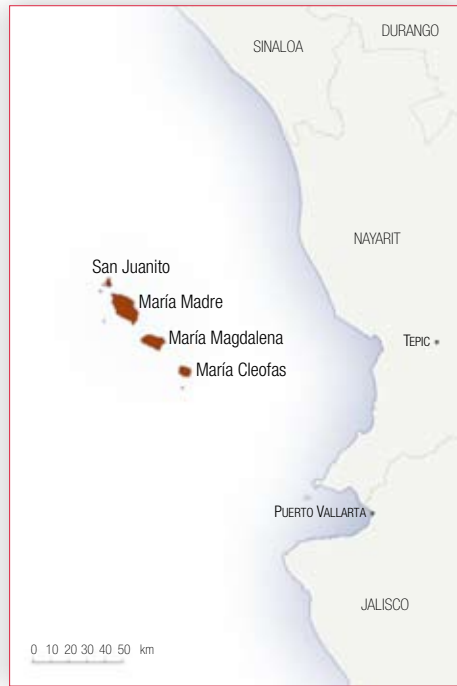 DURANGO
SINALOA
NAYARIT
San Juanito
María Madre
María Magdalena
TEPIC
María Cleofas
PUERTO VALLARTA
JALISCO
0 10 20 30 40 50 km